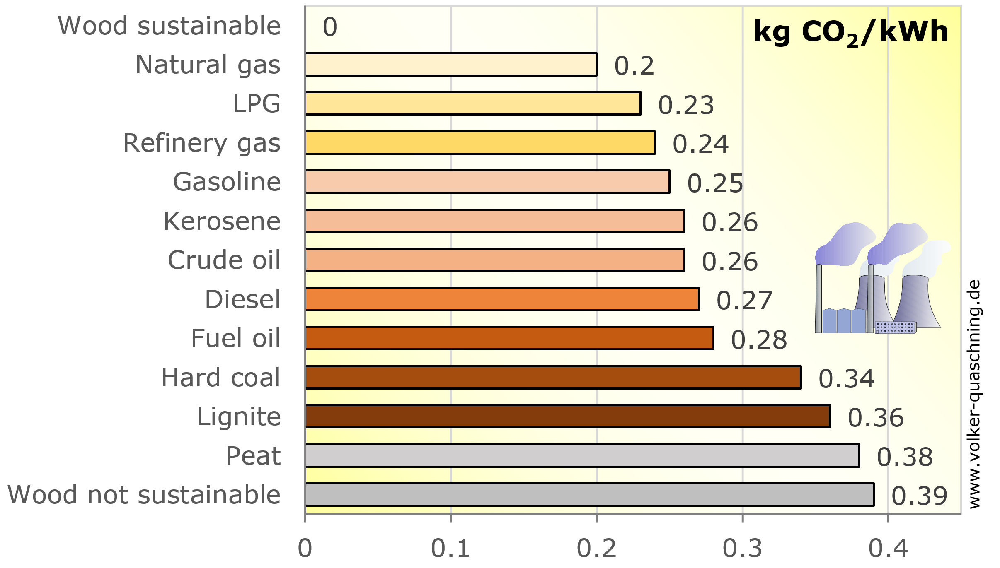 kg CO₂/kWh
Wood sustainable 0
Natural gas 0.2
LPG 0.23
Refinery gas 0.24
Gasoline 0.25
Kerosene 0.26
Crude oil 0.26
Diesel 0.27
Fuel oil 0.28
Hard coal 0.34
Lignite 0.36
Peat 0.38
Wood not sustainable 0.39
0 0.1 0.2 0.3 0.4
www.volker-quaschning.de